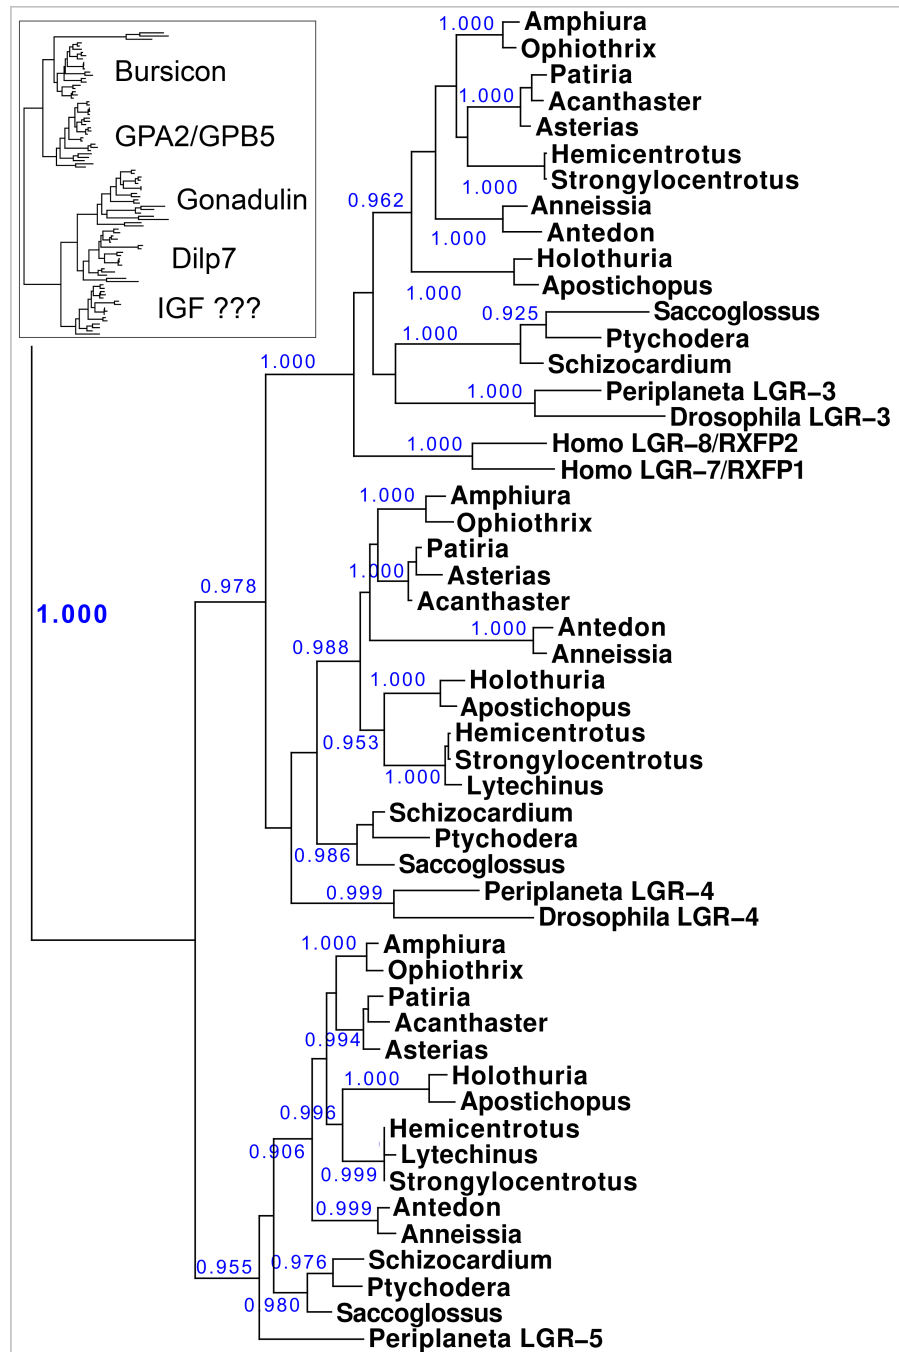 1.000
Amphiura
Ophiothrix
Bursicon
Patiria
1.000
Acanthaster
Asterias
GPA2/GPB5
Hemicentrotus
Strongylocentrotus
1.000
0.962
Gonadulin
Anneissia
Antedon
1.000
Dilp7
Holothuria
Apostichopus
1.000
IGF ???
Saccoglossus
0.925
1.000
Ptychodera
Schizocardium
1.000
1.000
Periplaneta LGR−3
Drosophila LGR−3
1.000
Homo LGR−8/RXFP2
Homo LGR−7/RXFP1
1.000
Amphiura
Ophiothrix
Patiria
1.000
Asterias
0.978
Acanthaster
1.000
1.000
Antedon
0.988
Anneissia
1.000
Holothuria
Apostichopus
0.953
Hemicentrotus
Strongylocentrotus
1.000
Lytechinus
Schizocardium
Ptychodera
0.986
Saccoglossus
0.999
Periplaneta LGR−4
Drosophila LGR−4
1.000
Amphiura
Ophiothrix
Patiria
Acanthaster
0.994
Asterias
1.000
Holothuria
Apostichopus
0.996
Hemicentrotus
0.906
Lytechinus
0.999
Strongylocentrotus
0.999
Antedon
Anneissia
0.955
0.976
Schizocardium
Ptychodera
0.980
Saccoglossus
Periplaneta LGR−5